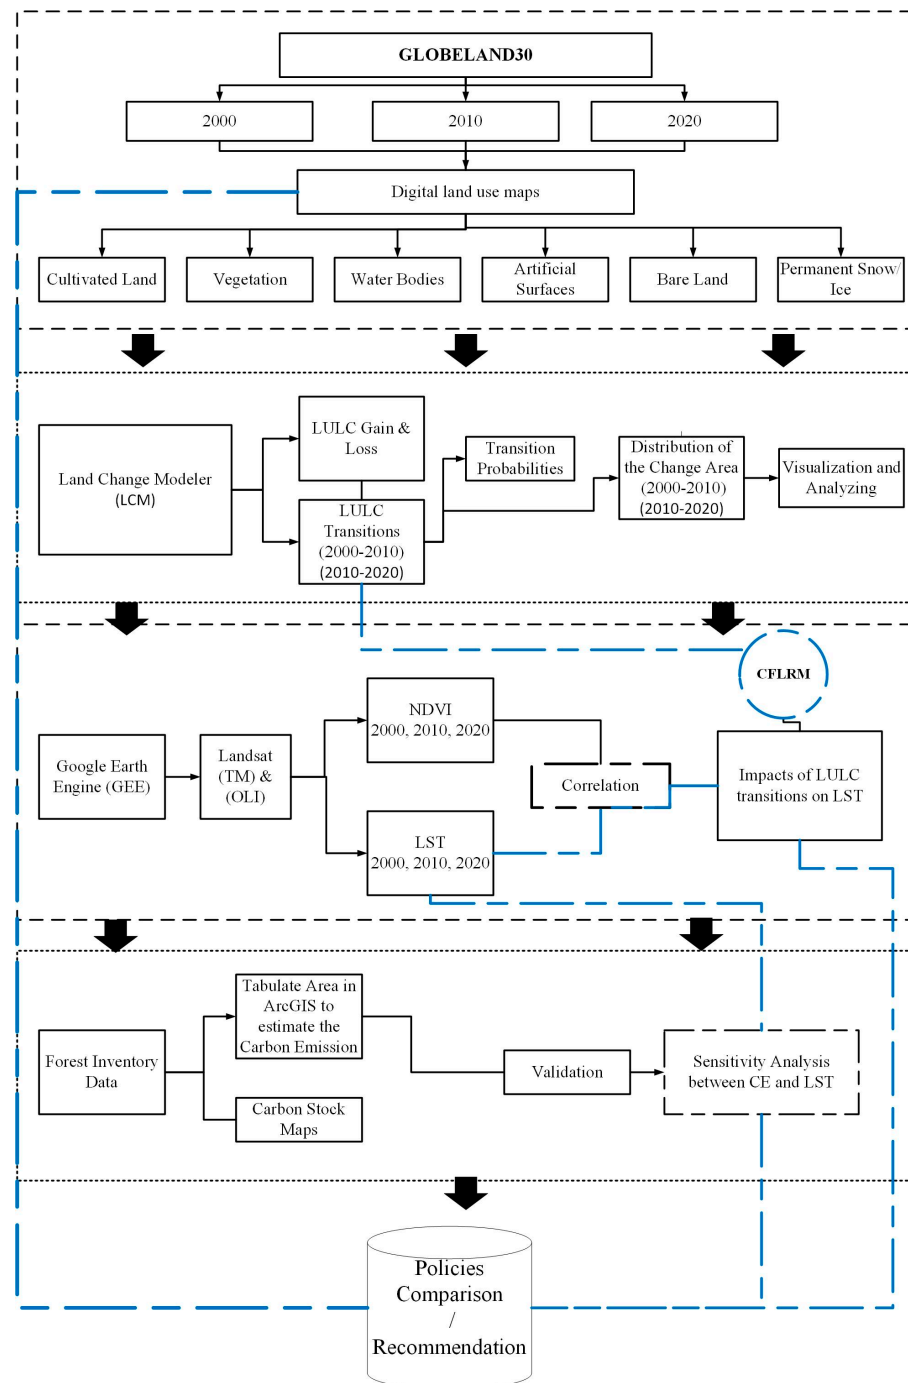 GLOBELAND30
2000
2010
2020
Digital land use maps
Cultivated Land
Vegetation
Water Bodies
Artificial
Surfaces
Bare Land
Permanent Snow/
Ice
Land Change Modeler
(LCM)
LULC Gain &
Loss
LULC
Transitions
(2000-2010)
(2010-2020)
Transition
Probabilities
Distribution of
the Change Area
(2000-2010)
(2010-2020)
Visualization and
Analyzing
CFLRM
Google Earth
Engine (GEE)
Landsat
(TM) &
(OLI)
NDVI
2000, 2010, 2020
LST
2000, 2010, 2020
Correlation
Impacts of LULC
transitions on LST
Forest Inventory
Data
Tabulate Area in
ArcGIS to
estimate the
Carbon Emission
Carbon Stock
Maps
Validation
Sensitivity Analysis
between CE and LST
Policies
Comparison
/
Recommendation